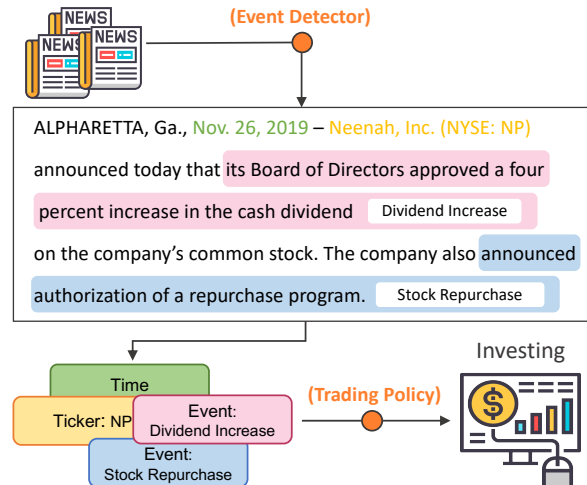 NEWS
NEWS
NEWS
(Event Detector)
ALPHARETTA, Ga., Nov. 26, 2019 – Neenah, Inc. (NYSE: NP)
announced today that its Board of Directors approved a four
percent increase in the cash dividend Dividend Increase
on the company's common stock. The company also announced
authorization of a repurchase program. Stock Repurchase
Investing
Time
(Trading Policy)
Ticker: NP
Event:
Dividend Increase
Event:
Stock Repurchase
$